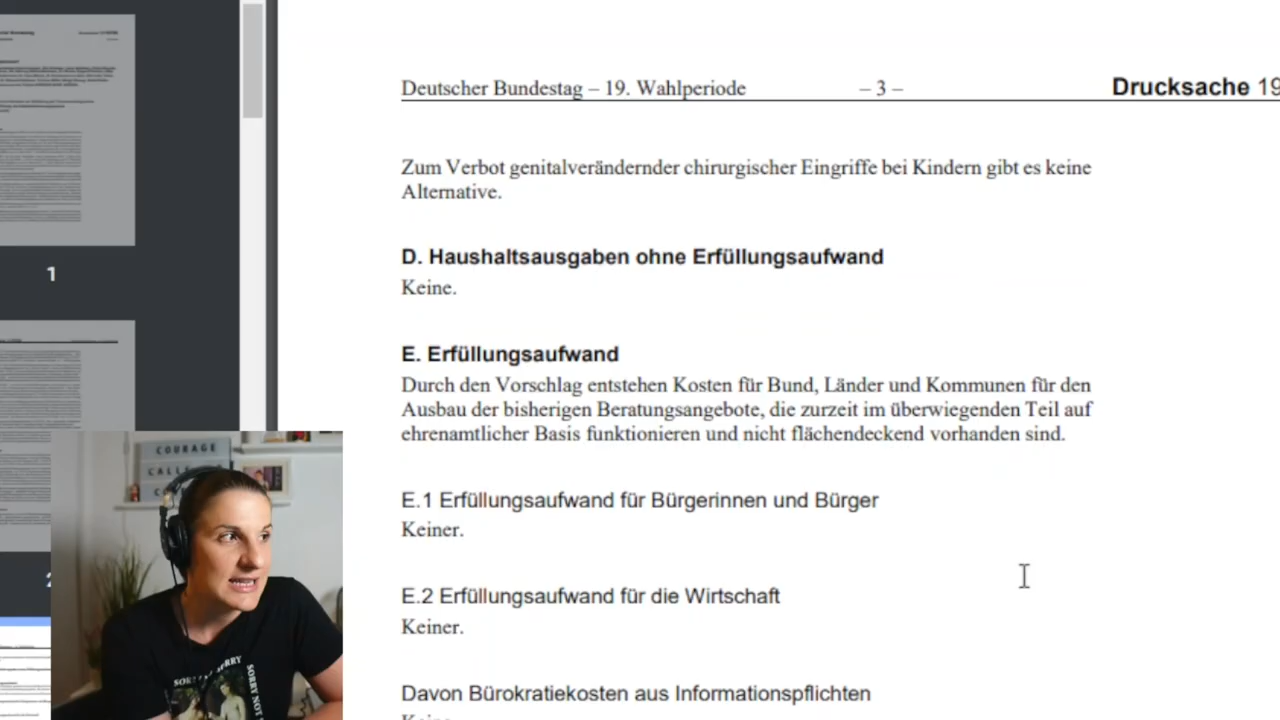 Deutscher Bundestag – 19. Wahlperiode – 3 – Drucksache 19
Zum Verbot genitalverändernder chirurgischer Eingriffe bei Kindern gibt es keine
Alternative.
D. Haushaltsausgaben ohne Erfüllungsaufwand
Keine.
E. Erfüllungsaufwand
Durch den Vorschlag entstehen Kosten für Bund, Länder und Kommunen für den
Ausbau der bisherigen Beratungsangebote, die zurzeit im überwiegenden Teil auf
ehrenamtlicher Basis funktionieren und nicht flächendeckend vorhanden sind.
E.1 Erfüllungsaufwand für Bürgerinnen und Bürger
Keiner.
E.2 Erfüllungsaufwand für die Wirtschaft
Keiner.
Davon Bürokratiekosten aus Informationspflichten
1
COURAGE
CALLS
SORRY NOT